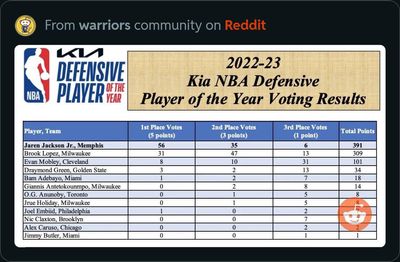 From warriors community on Reddit
KIA
NBA
DEFENSIVE
PLAYER OF THE YEAR
2022-23
Kia NBA Defensive
Player of the Year Voting Results
Player, Team 1st Place Votes (5 points) 2nd Place Votes (3 points) 3rd Place Votes (1 point) Total Points
Jaren Jackson Jr., Memphis 56 35 6 391
Brook Lopez, Milwaukee 31 47 13 309
Evan Mobley, Cleveland 8 10 31 101
Draymond Green, Golden State 3 2 13 34
Bam Adebayo, Miami 1 2 7 18
Giannis Antetokounmpo, Milwaukee 0 2 8 14
O.G. Anunoby, Toronto 0 1 5 8
Jrue Holiday, Milwaukee 0 1 5
Joel Embiid, Philadelphia 1 0 2
Nic Claxton, Brooklyn 0 0 7
Alex Caruso, Chicago 0 0 2
Jimmy Butler, Miami 0 0 1 1